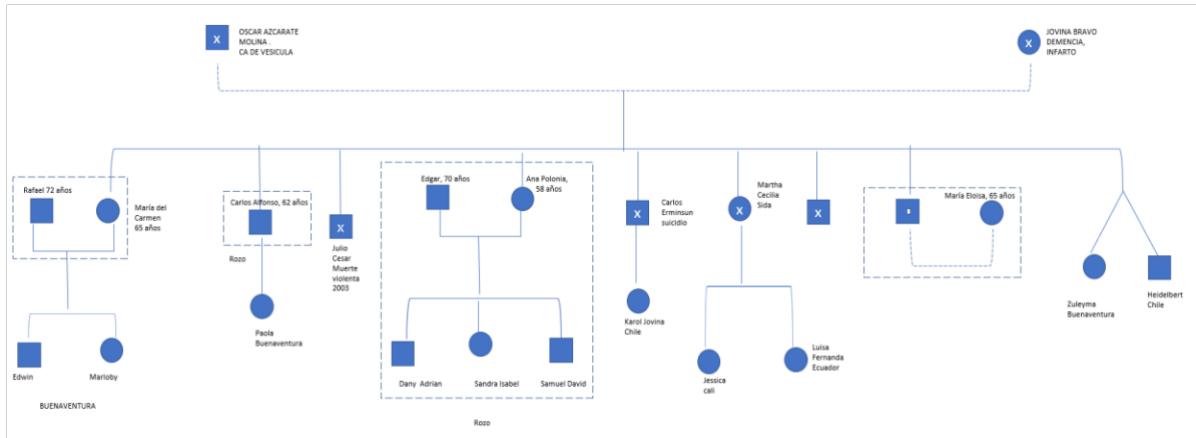 OSCAR AZCARATE
MOLINA .
CA DE VESICULA
X
JOVINA BRAVO
DEMENCIA,
INFARTO
X
Rafael 72 años
María del
Carmen
65 años
Carlos Alfonso, 62 años
Rozo
X
Julio
Cesar
Muerte
violenta
2003
Edgar, 70 años
Ana Polonia,
58 años
X
Carlos
Erminsun
suicidio
X
Martha
Cecilia
Sida
X
María Eloisa, 65 años
Zuleyma
Buenaventura
Heidelbert
Chile
Paola
Buenaventura
Karol Jovina
Chile
Edwin
Marloby
Dany Adrian
Sandra Isabel
Samuel David
Jessica
cali
Luisa
Fernanda
Ecuador
BUENAVENTURA
Rozo